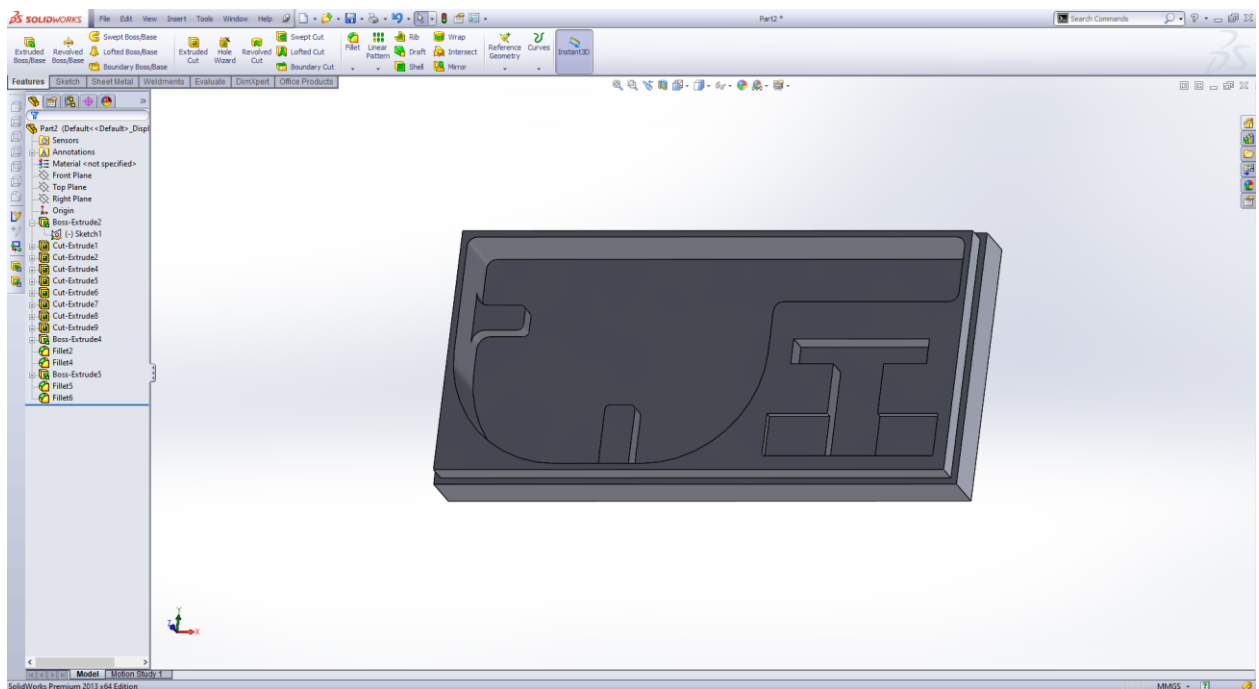 SOLIDWORKS File Edit View Insert Tools Window Help Part2 * Search Commands
Extruded Boss/Base
Revolved Boss/Base
Swept Boss/Base
Lofted Boss/Base
Boundary Boss/Base
Extruded Cut
Hole Wizard
Revolved Cut
Swept Cut
Lofted Cut
Boundary Cut
Fillet
Linear Pattern
Rib
Draft
Shell
Wrap
Intersect
Mirror
Reference Geometry
Curves
Instant3D
Features Sketch Sheet Metal Weldments Evaluate DimXpert Office Products
Part2 (Default<<Default>_Displ
Sensors
Annotations
Material <not specified>
Front Plane
Top Plane
Right Plane
Origin
Boss-Extrude2
(-) Sketch1
Cut-Extrude1
Cut-Extrude2
Cut-Extrude4
Cut-Extrude5
Cut-Extrude6
Cut-Extrude7
Cut-Extrude8
Cut-Extrude9
Boss-Extrude4
Fillet2
Fillet4
Boss-Extrude5
Fillet5
Fillet6
Y
Z
X
Model Motion Study 1
SolidWorks Premium 2013 x64 Edition MMGS